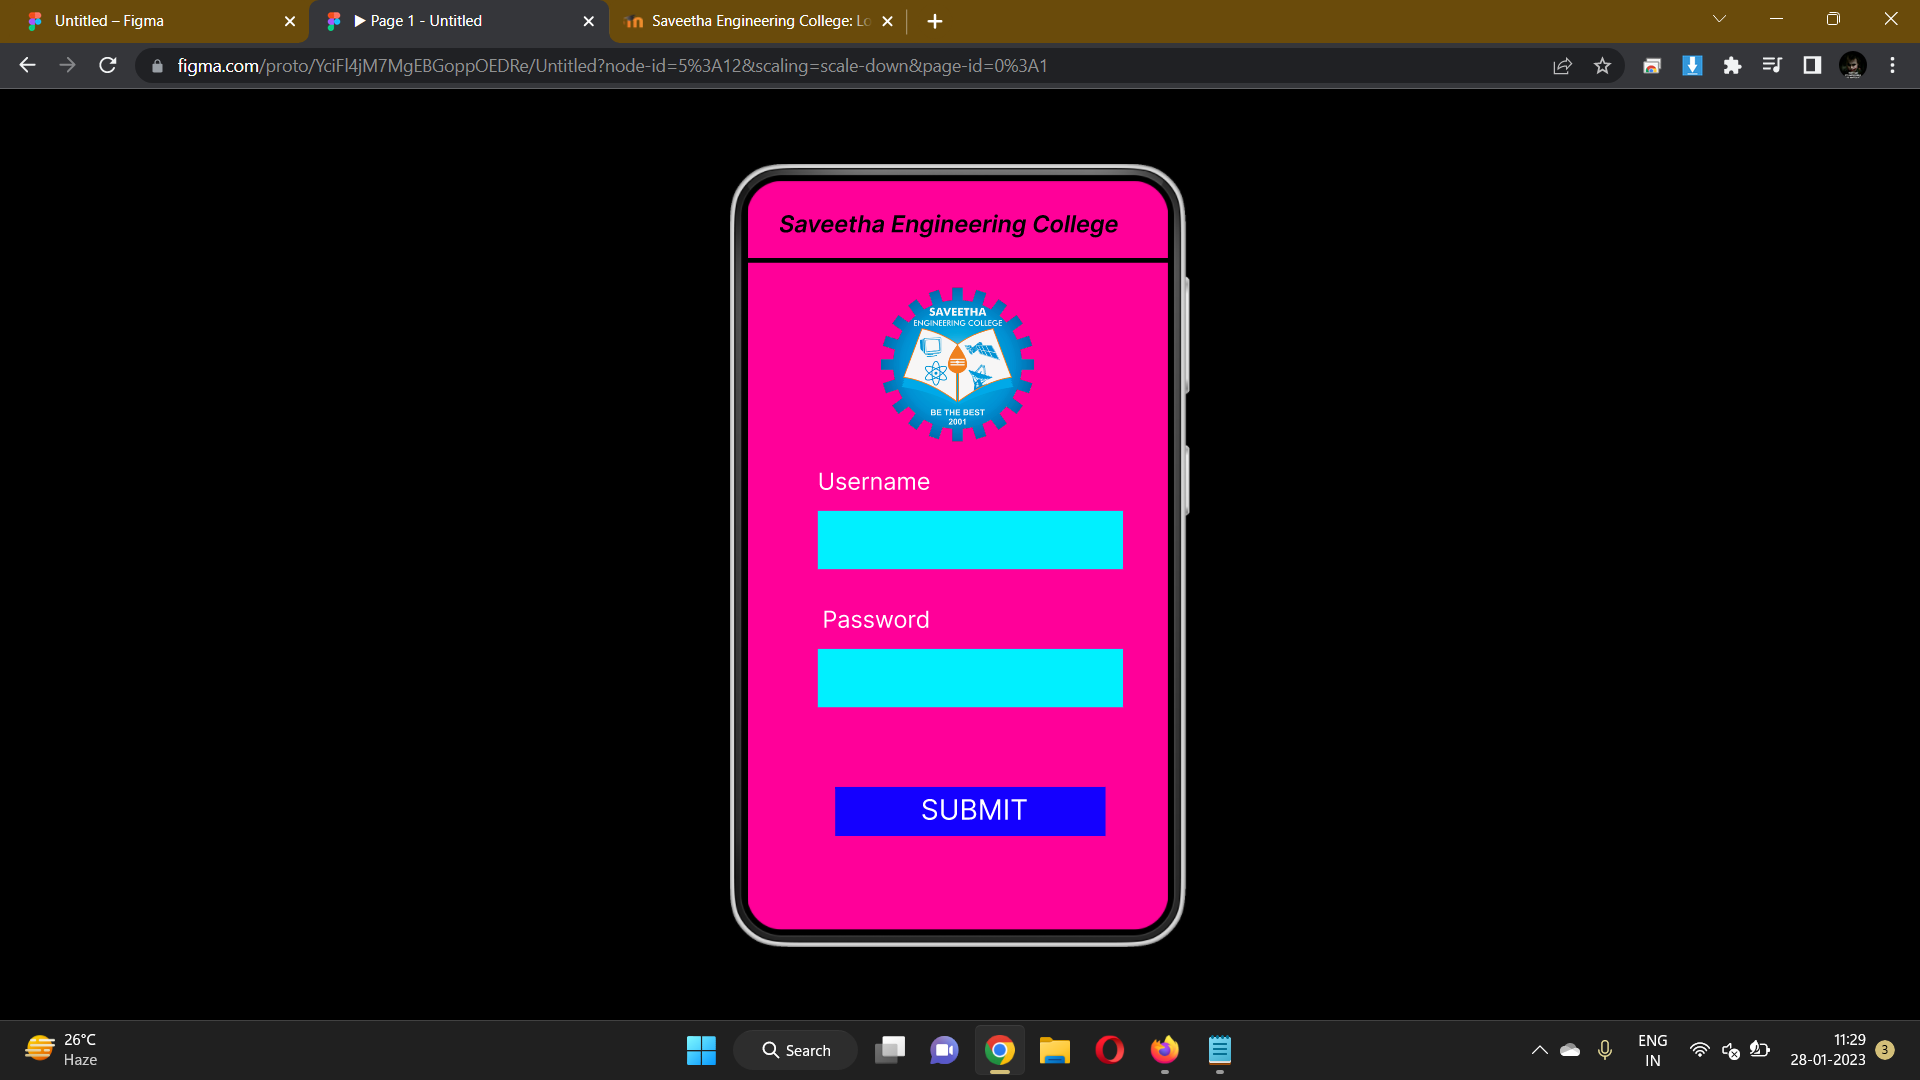 Untitled – Figma
▶ Page 1 - Untitled
Saveetha Engineering College: Lo
figma.com/proto/YciFl4jM7MgEBGoppOEDRe/Untitled?node-id=5%3A12&scaling=scale-down&page-id=0%3A1
Saveetha Engineering College
SAVEETHA
ENGINEERING COLLEGE
BE THE BEST
2001
Username
Password
SUBMIT
26°C
Haze
Search
ENG
IN
11:29
28-01-2023
3